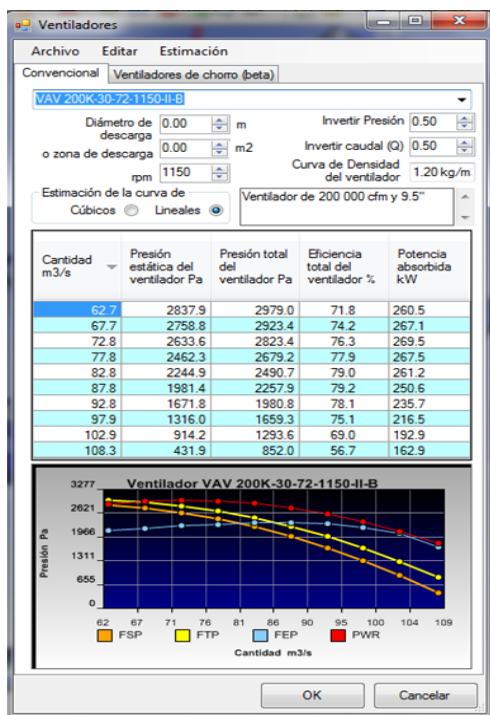 Ventiladores
Archivo Editar Estimación
Convencional Ventiladores de chorro (beta)
VAV 200K-30-72-1150-II-B
Diámetro de descarga 0.00 m Invertir Presión 0.50
o zona de descarga 0.00 m2 Invertir caudal (Q) 0.50
rpm 1150 Curva de Densidad del ventilador 1.20 kg/m
Estimación de la curva de
Cúbicos Lineales
Ventilador de 200 000 cfm y 9.5"
Cantidad m3/s Presión estática del ventilador Pa Presión total del ventilador Pa Eficiencia total del ventilador % Potencia absorbida kW
62.7 2837.9 2979.0 71.8 260.5
67.7 2758.8 2923.4 74.2 267.1
72.8 2633.6 2823.4 76.3 269.5
77.8 2462.3 2679.2 77.9 267.5
82.8 2244.9 2490.7 79.0 261.2
87.8 1981.4 2257.9 79.2 250.6
92.8 1671.8 1980.8 78.1 235.7
97.9 1316.0 1659.3 75.1 216.5
102.9 914.2 1293.6 69.0 192.9
108.3 431.9 852.0 56.7 162.9
Ventilador VAV 200K-30-72-1150-II-B
Presión Pa
3277
2621
1966
1311
655
0
62 67 71 76 81 86 90 95 100 104 109
FSP FTP FEP PWR
Cantidad m3/s
OK Cancelar